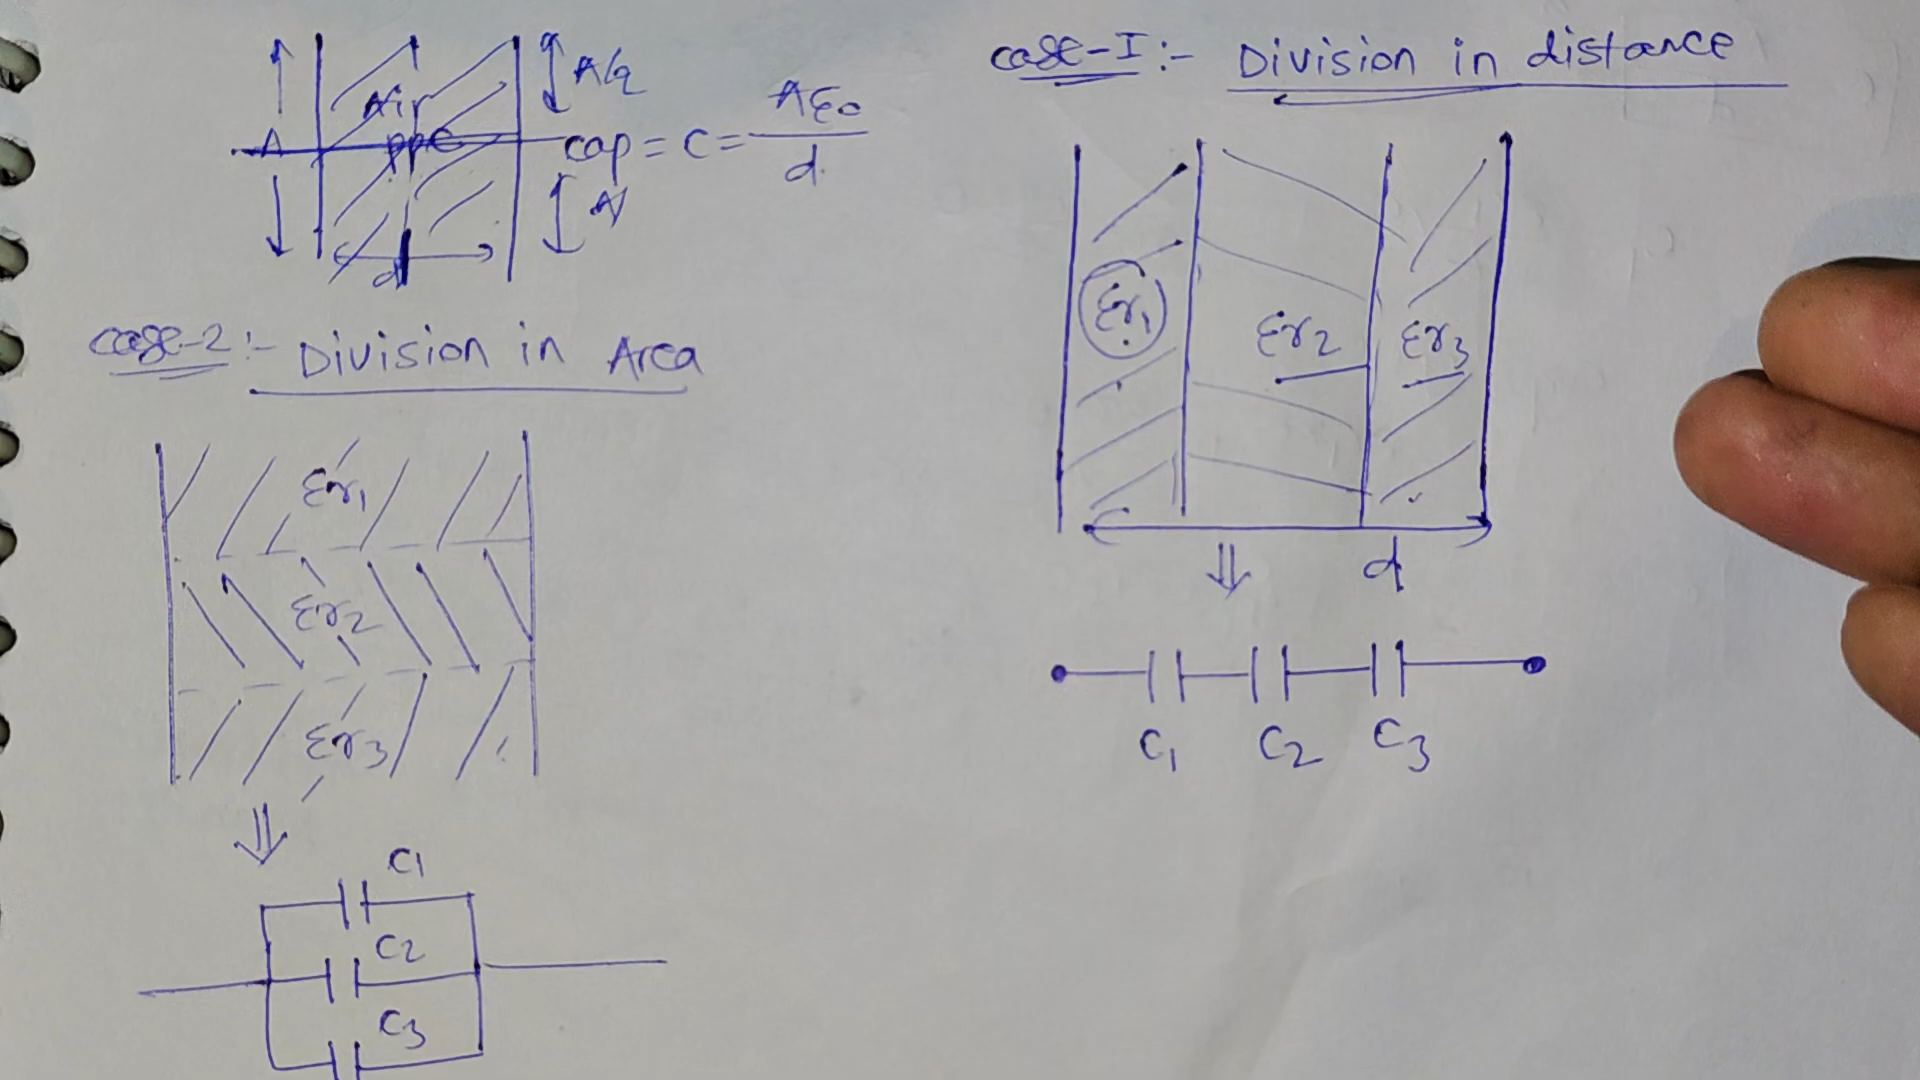 A/2
Air
A
PPC
cap = C = Aε0/d
A/
d
case-2 :- Division in Area
εr1
εr2
εr3
C1
C2
C3
case-I :- Division in distance
εr1
εr2
εr3
d
C1 C2 C3